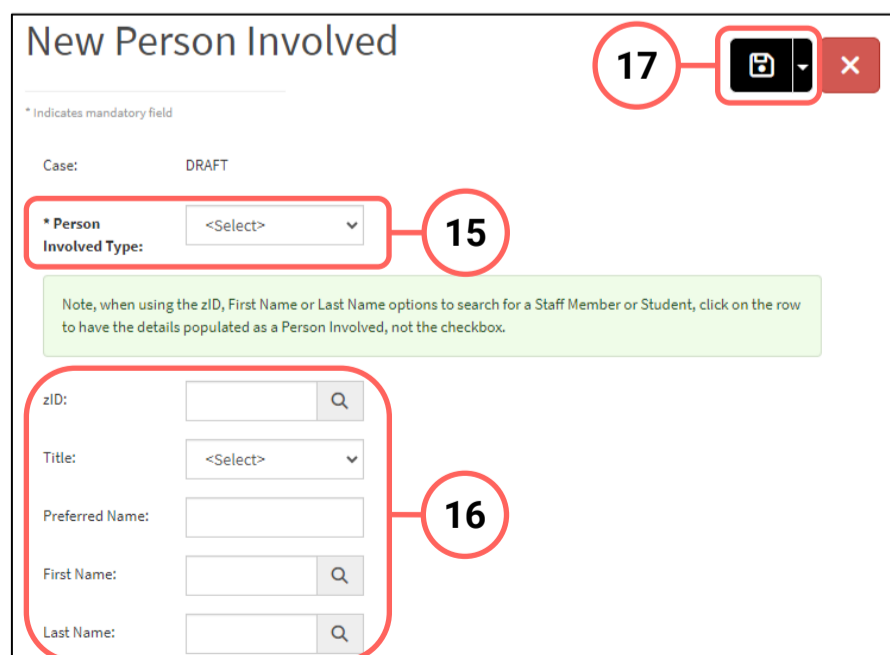 New Person Involved
17
* Indicates mandatory field
Case: DRAFT
* Person
Involved Type:
<Select>
15
Note, when using the zID, First Name or Last Name options to search for a Staff Member or Student, click on the row
to have the details populated as a Person Involved, not the checkbox.
zID:
Title: <Select>
Preferred Name:
16
First Name:
Last Name: